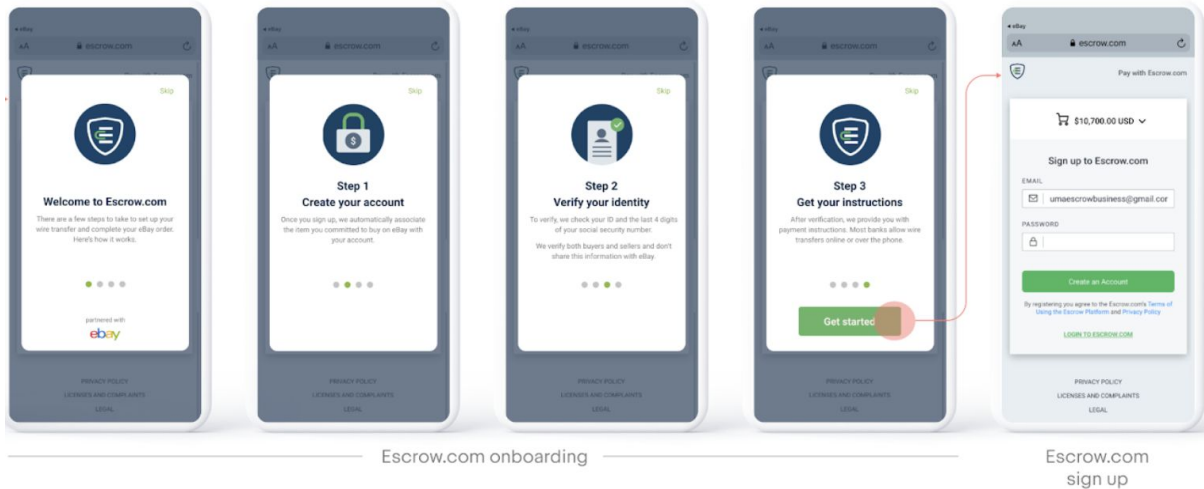 ◂ eBay
AA escrow.com
Skip
Welcome to Escrow.com
There are a few steps to take to set up your
wire transfer and complete your eBay order.
Here's how it works.
partnered with
ebay
PRIVACY POLICY
LICENSES AND COMPLAINTS
LEGAL
◂ eBay
AA escrow.com
Skip
Step 1
Create your account
Once you sign up, we automatically associate
the item you committed to buy on eBay with
your account.
PRIVACY POLICY
LICENSES AND COMPLAINTS
LEGAL
◂ eBay
AA escrow.com
Skip
Step 2
Verify your identity
To verify, we check your ID and the last 4 digits
of your social security number.
We verify both buyers and sellers and don't
share this information with eBay.
PRIVACY POLICY
LICENSES AND COMPLAINTS
LEGAL
◂ eBay
AA escrow.com
Skip
Step 3
Get your instructions
After verification, we provide you with
payment instructions. Most banks allow wire
transfers online or over the phone.
Get started
PRIVACY POLICY
LICENSES AND COMPLAINTS
LEGAL
◂ eBay
AA escrow.com
Pay with Escrow.com
$10,700.00 USD
Sign up to Escrow.com
EMAIL
umaescrowbusiness@gmail.cor
PASSWORD
Create an Account
By registering you agree to the Escrow.com's Terms of
Using the Escrow Platform and Privacy Policy
LOGIN TO ESCROW.COM
PRIVACY POLICY
LICENSES AND COMPLAINTS
LEGAL
Escrow.com onboarding
Escrow.com
sign up